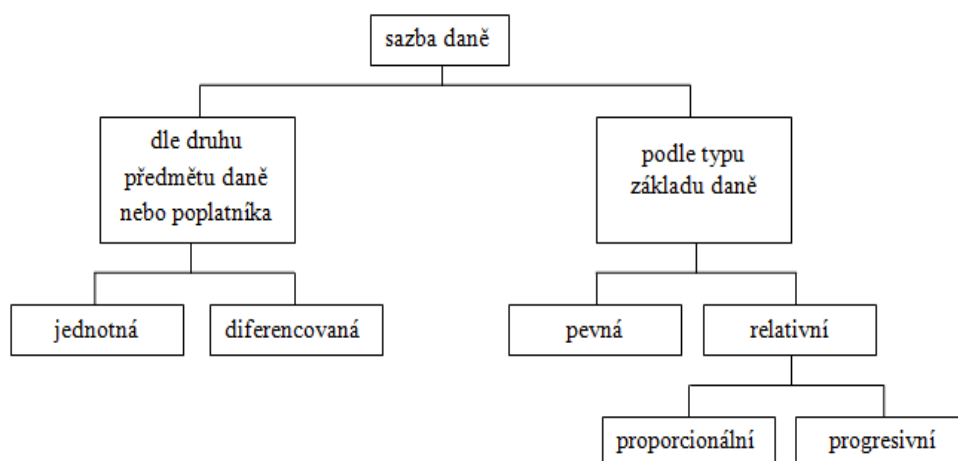 sazba daně
dle druhu
předmětu daně
nebo poplatníka
podle typu
základu daně
jednotná
diferencovaná
pevná
relativní
proporcionální
progresivní